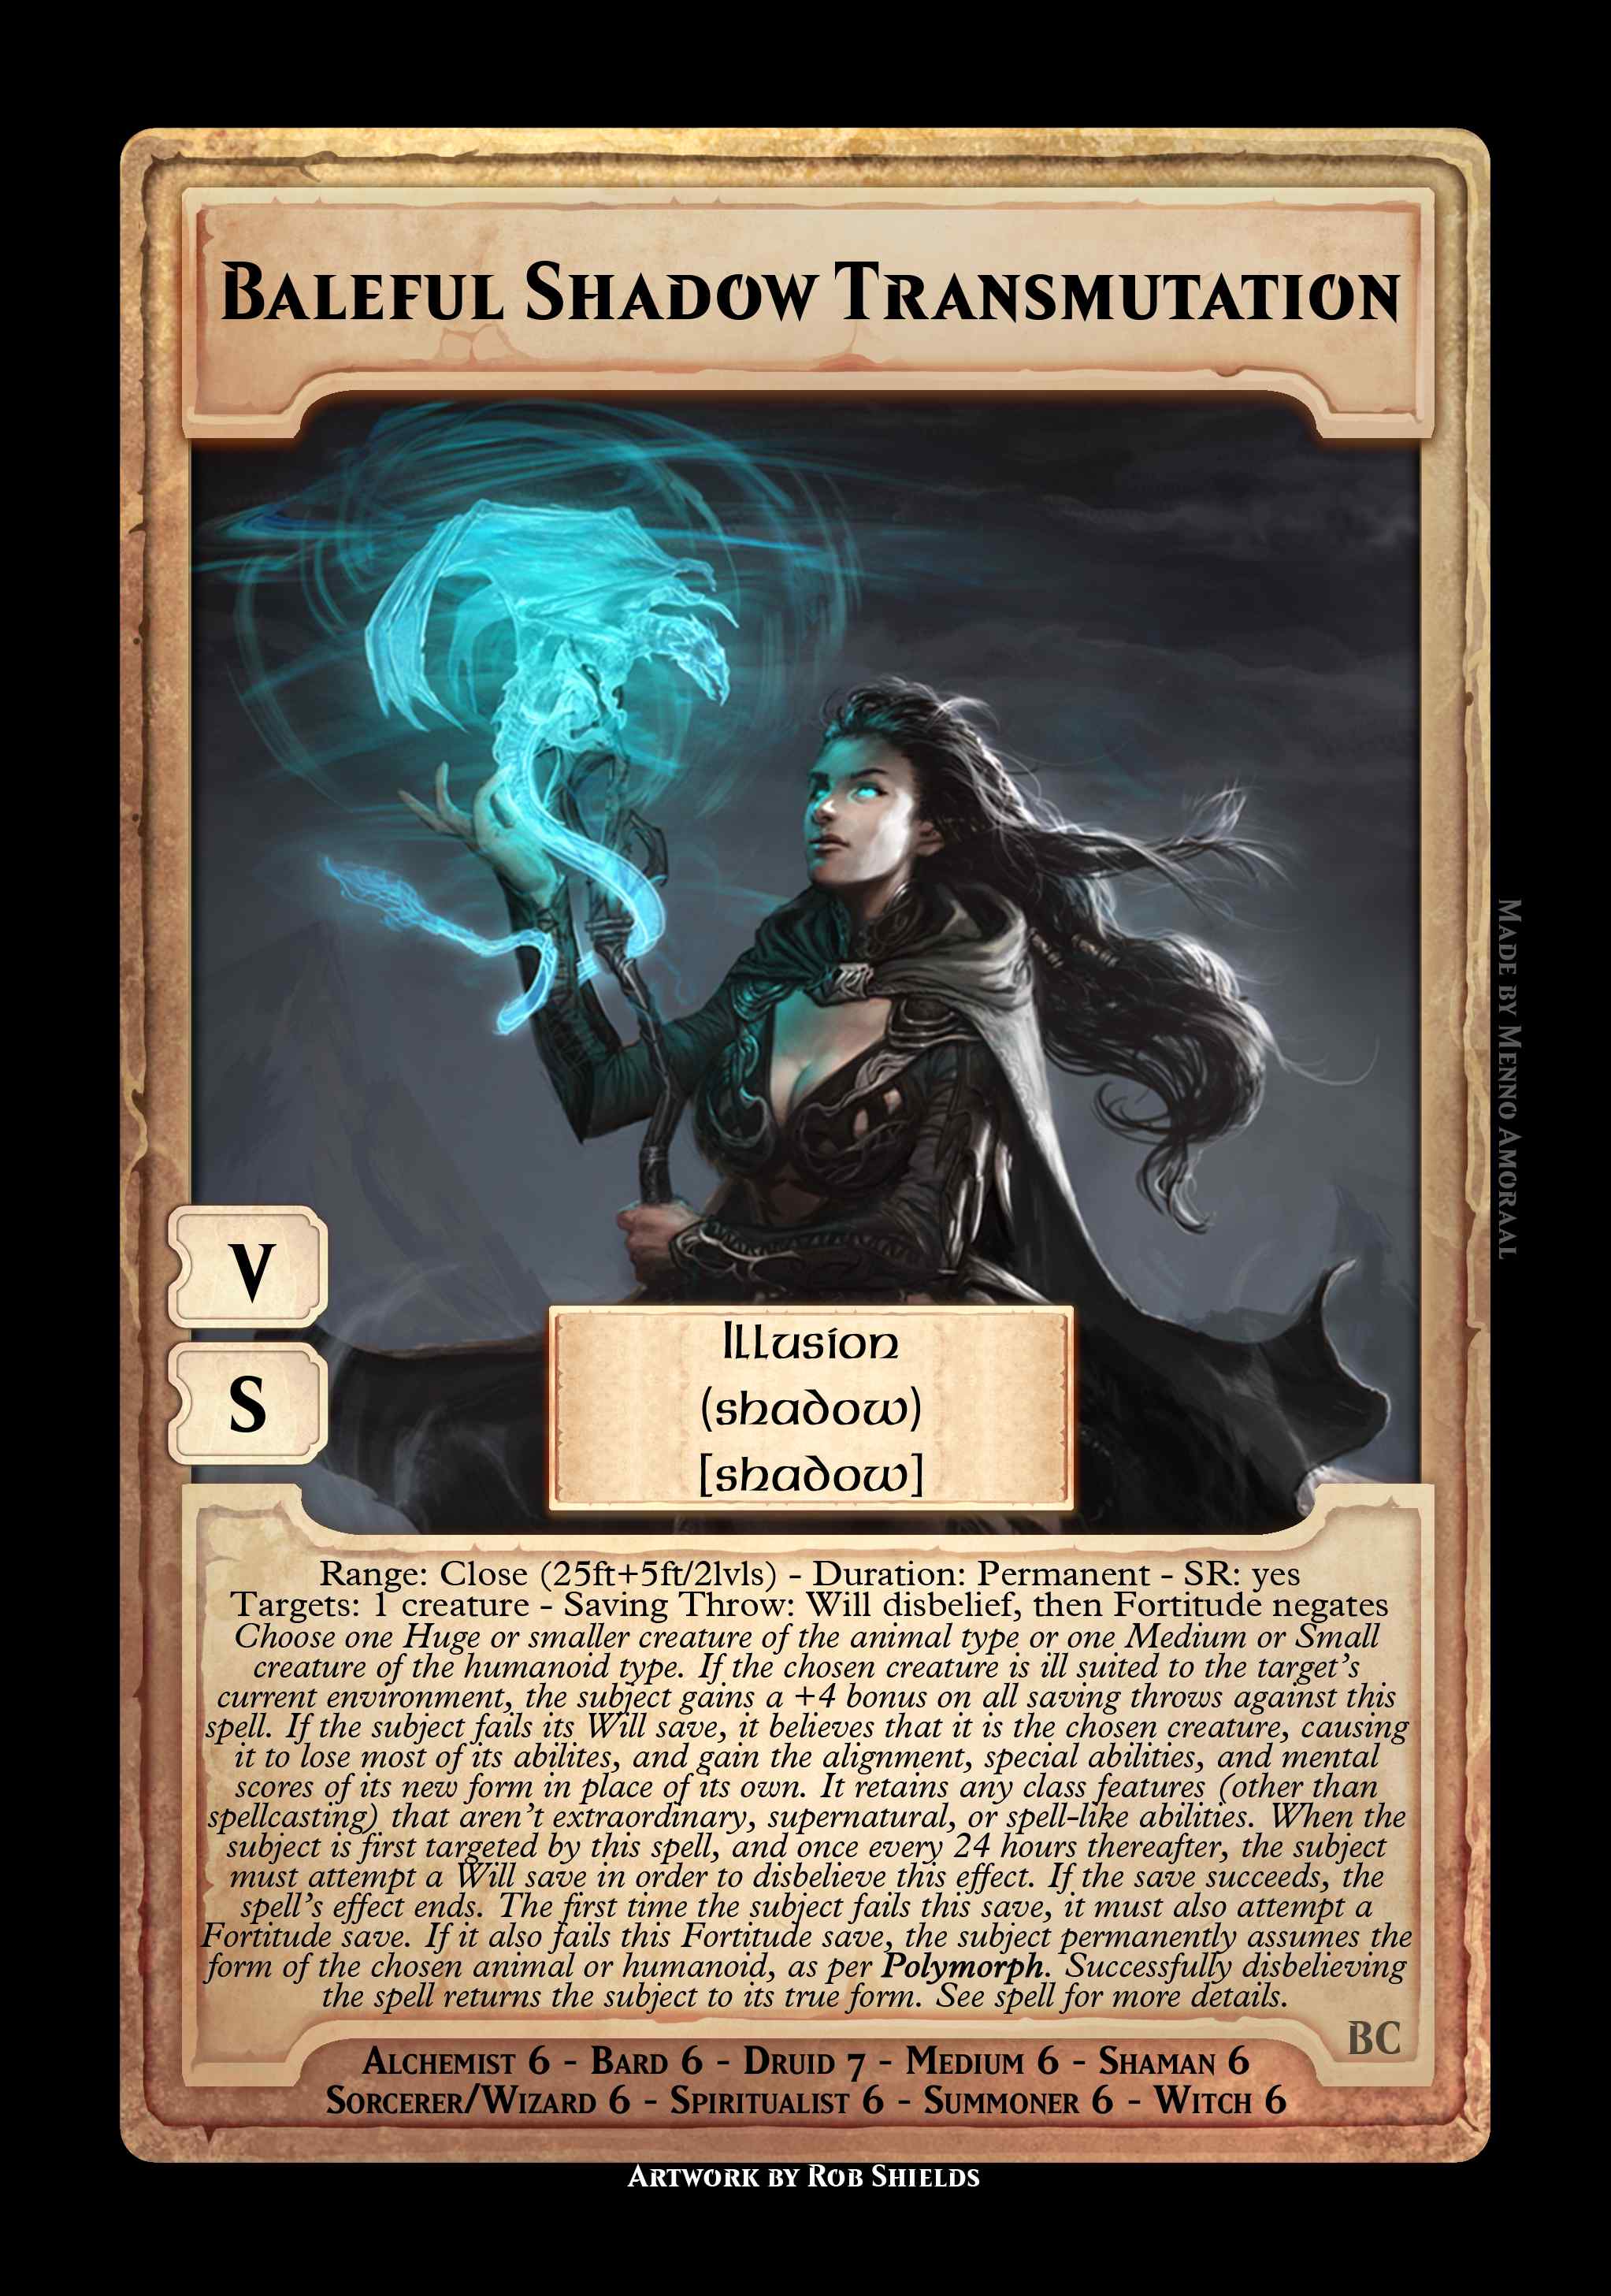 Baleful Shadow Transmutation
V
S
Illusion
(shadow)
[shadow]
Range: Close (25ft+5ft/2lvls) - Duration: Permanent - SR: yes
Targets: 1 creature - Saving Throw: Will disbelief, then Fortitude negates
Choose one Huge or smaller creature of the animal type or one Medium or Small
creature of the humanoid type. If the chosen creature is ill suited to the target's
current environment, the subject gains a +4 bonus on all saving throws against this
spell. If the subject fails its Will save, it believes that it is the chosen creature, causing
it to lose most of its abilites, and gain the alignment, special abilities, and mental
scores of its new form in place of its own. It retains any class features (other than
spellcasting) that aren't extraordinary, supernatural, or spell-like abilities. When the
subject is first targeted by this spell, and once every 24 hours thereafter, the subject
must attempt a Will save in order to disbelieve this effect. If the save succeeds, the
spell's effect ends. The first time the subject fails this save, it must also attempt a
Fortitude save. If it also fails this Fortitude save, the subject permanently assumes the
form of the chosen animal or humanoid, as per Polymorph. Successfully disbelieving
the spell returns the subject to its true form. See spell for more details.
BC
Alchemist 6 - Bard 6 - Druid 7 - Medium 6 - Shaman 6
Sorcerer/Wizard 6 - Spiritualist 6 - Summoner 6 - Witch 6
Artwork by Rob Shields
Made by Menno Amoraal